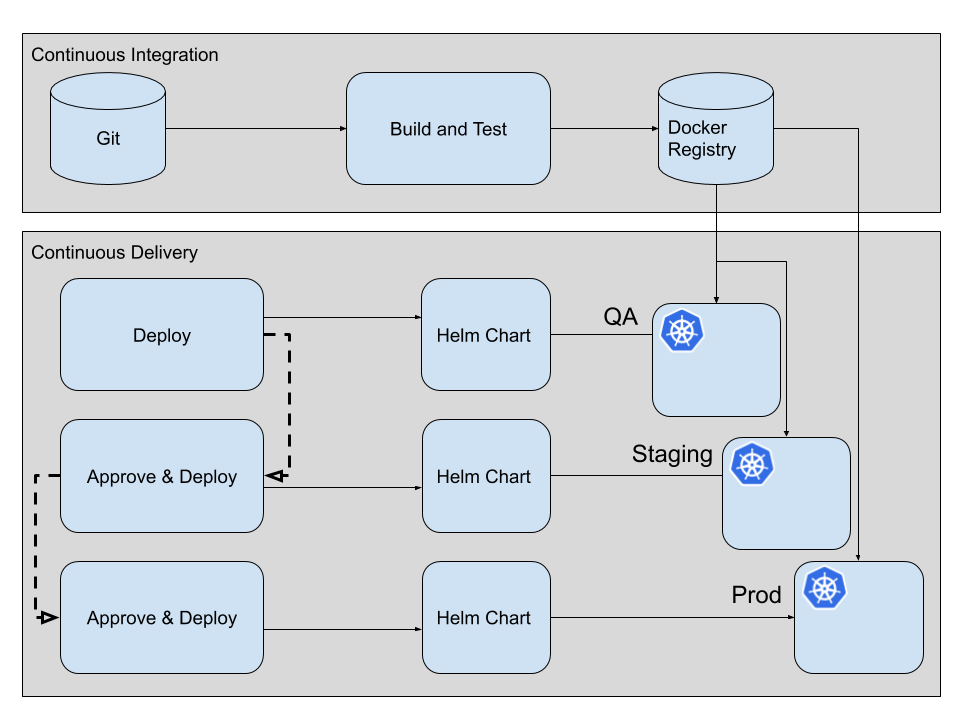 Continuous Integration
Git
Build and Test
Docker
Registry
Continuous Delivery
Deploy
Helm Chart
QA
Approve & Deploy
Helm Chart
Staging
Approve & Deploy
Helm Chart
Prod